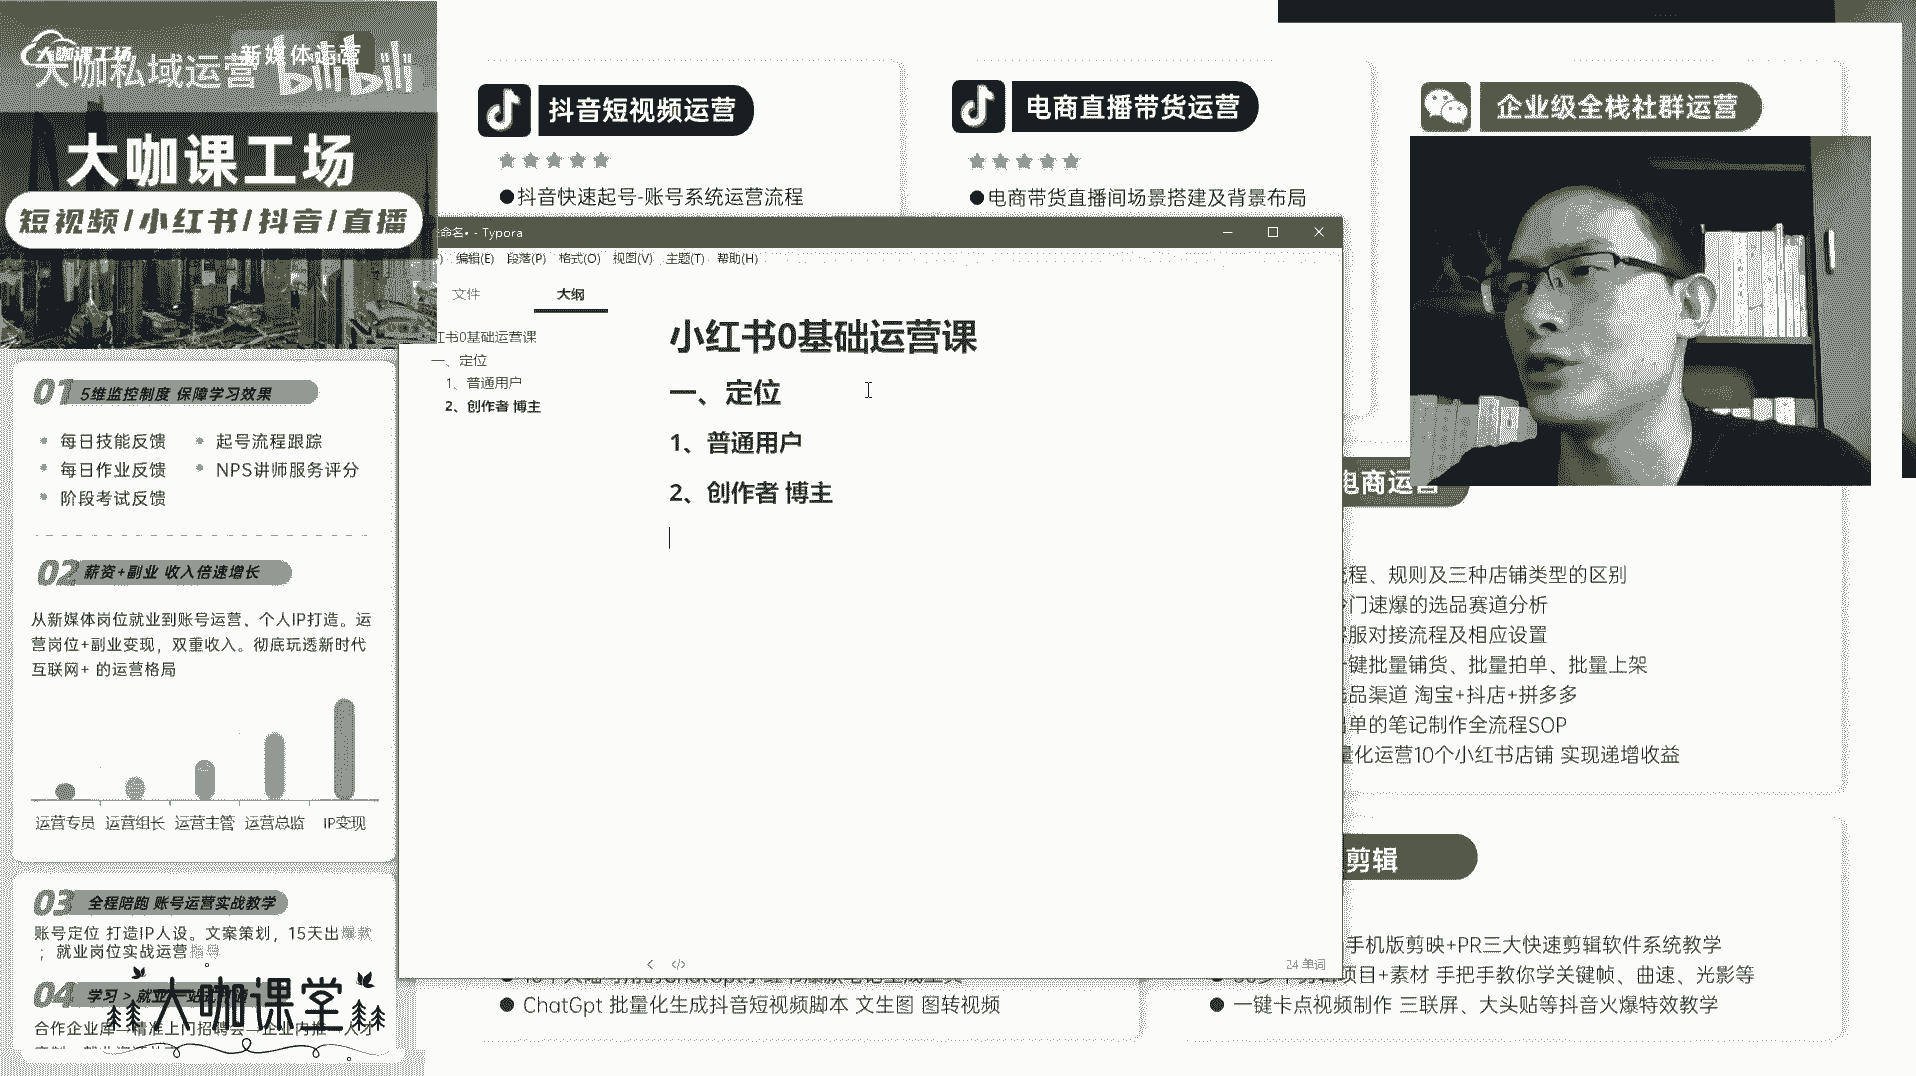 大咖课工场
新媒体运营
大咖私域运营 bilibili
大咖课工场
短视频/小红书/抖音/直播
01 5维监控制度 保障学习效果
每日技能反馈
起号流程跟踪
每日作业反馈
NPS讲师服务评分
阶段考试反馈
02 薪资+副业 收入倍速增长
从新媒体岗位就业到账号运营、个人IP打造。运
营岗位+副业变现，双重收入。彻底玩透新时代
互联网+ 的运营格局
运营专员 运营组长 运营主管 运营总监 IP变现
03 全程陪跑 账号运营实战教学
账号定位 打造IP人设。文案策划，15天出爆款
；就业岗位实战运营指导
04 学习 > 就业
大咖课堂
抖音短视频运营
●抖音快速起号-账号系统运营流程
电商直播带货运营
●电商带货直播间场景搭建及背景布局
企业级全栈社群运营
命名• - Typora
编辑(E) 段落(P) 格式(O) 视图(V) 主题(T) 帮助(H)
文件 大纲
红书0基础运营课
一、定位
1、普通用户
2、创作者 博主
小红书0基础运营课
一、定位
1、普通用户
2、创作者 博主
24 单词
电商运营
流程、规则及三种店铺类型的区别
冷门速爆的选品赛道分析
客服对接流程及相应设置
一键批量铺货、批量拍单、批量上架
选品渠道 淘宝+抖店+拼多多
出单的笔记制作全流程SOP
量化运营10个小红书店铺 实现递增收益
剪辑
手机版剪映+PR三大快速剪辑软件系统教学
项目+素材 手把手教你学关键帧、曲速、光影等
● 一键卡点视频制作 三联屏、大头贴等抖音火爆特效教学
● ChatGpt 批量化生成抖音短视频脚本 文生图 图转视频